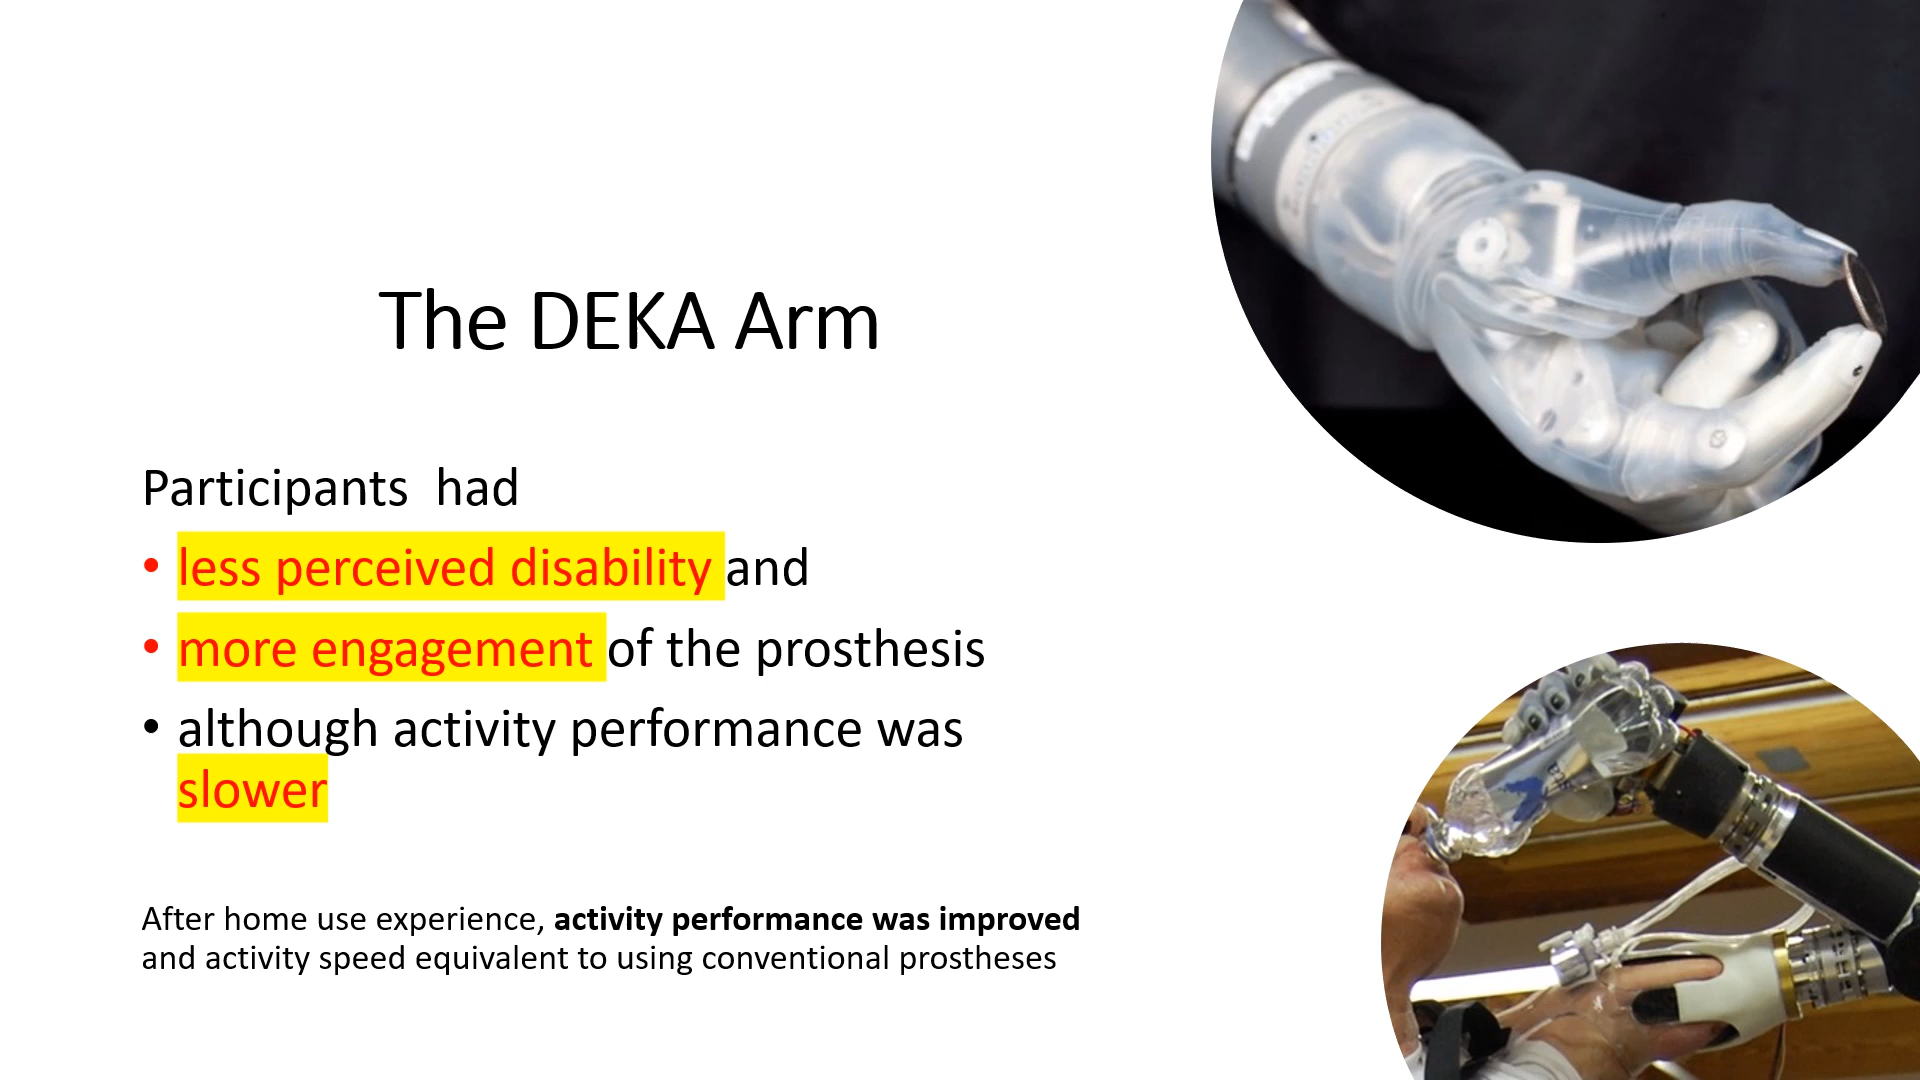 The DEKA Arm
Participants  had
• less perceived disability and
• more engagement of the prosthesis
• although activity performance was
slower
After home use experience, activity performance was improved
and activity speed equivalent to using conventional prostheses